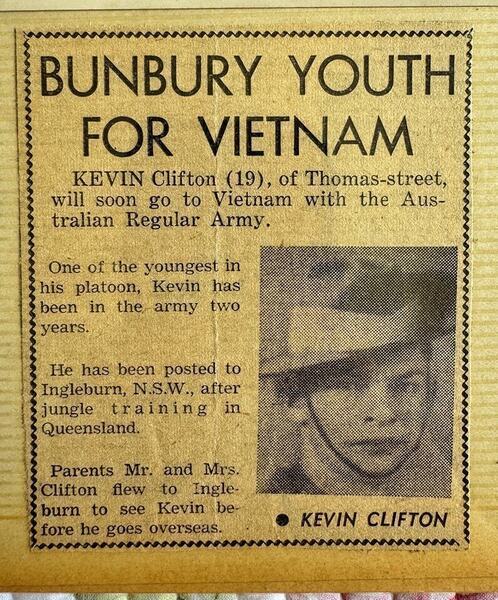 BUNBURY YOUTH
FOR VIETNAM
KEVIN Clifton (19), of Thomas-street,
will soon go to Vietnam with the Aus-
tralian Regular Army.
One of the youngest in
his platoon, Kevin has
been in the army two
years.
He has been posted to
Ingleburn, N.S.W., after
jungle training in
Queensland.
Parents Mr. and Mrs.
Clifton flew to Ingle-
burn to see Kevin be-
fore he goes overseas.
● KEVIN CLIFTON